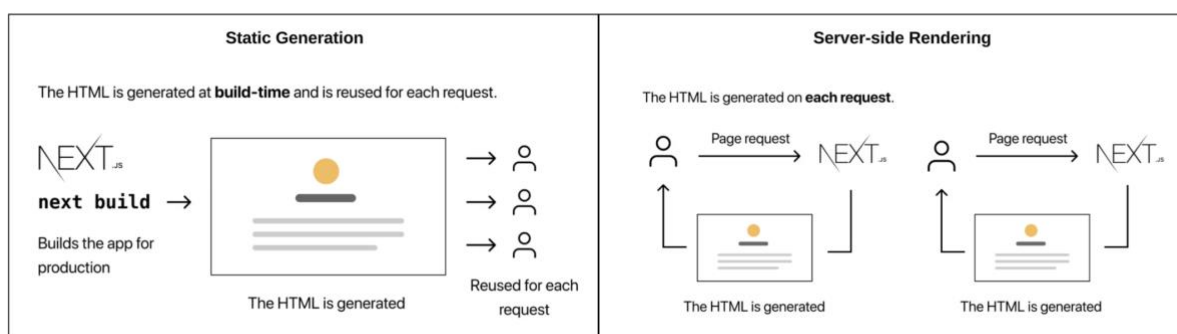 Static Generation
The HTML is generated at build-time and is reused for each request.
NEXT.JS
next build
Builds the app for
production
The HTML is generated
Reused for each
request
Server-side Rendering
The HTML is generated on each request.
Page request
NEXT.JS
The HTML is generated
Page request
NEXT.JS
The HTML is generated